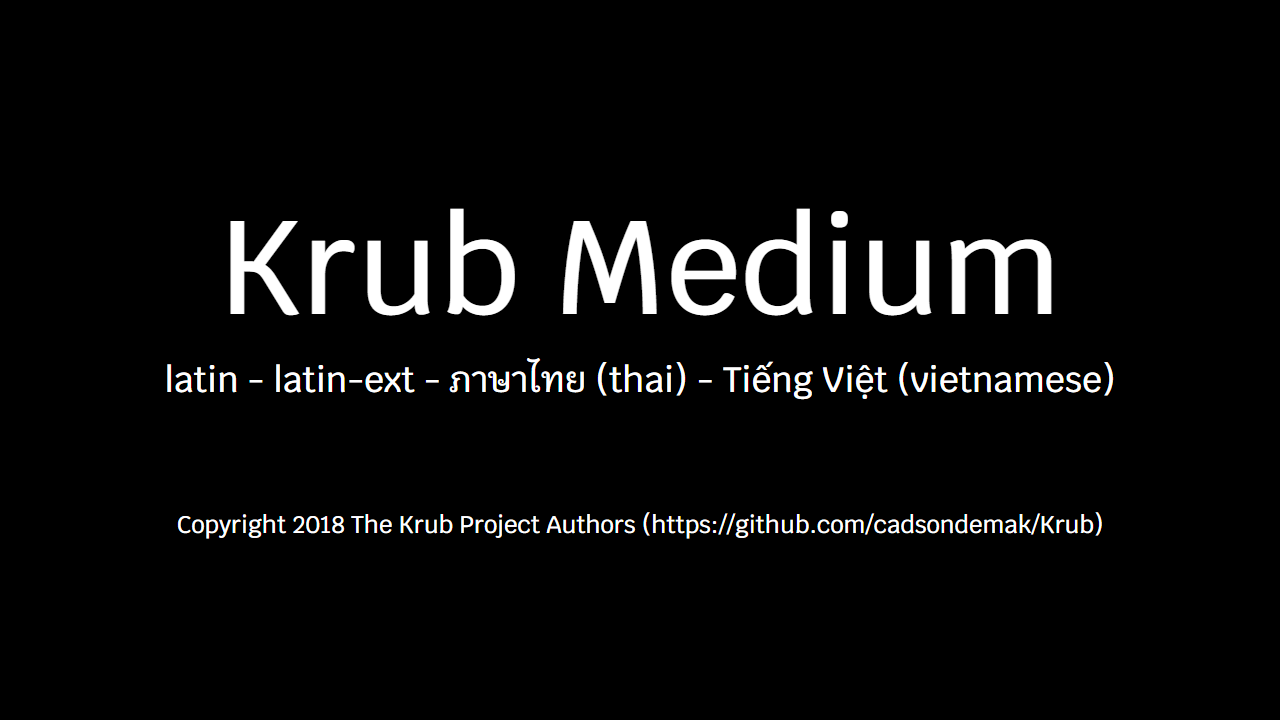 Krub Medium
latin - latin-ext - ภาษาไทย (thai) - Tiếng Việt (vietnamese)
Copyright 2018 The Krub Project Authors (https://github.com/cadsondemak/Krub)